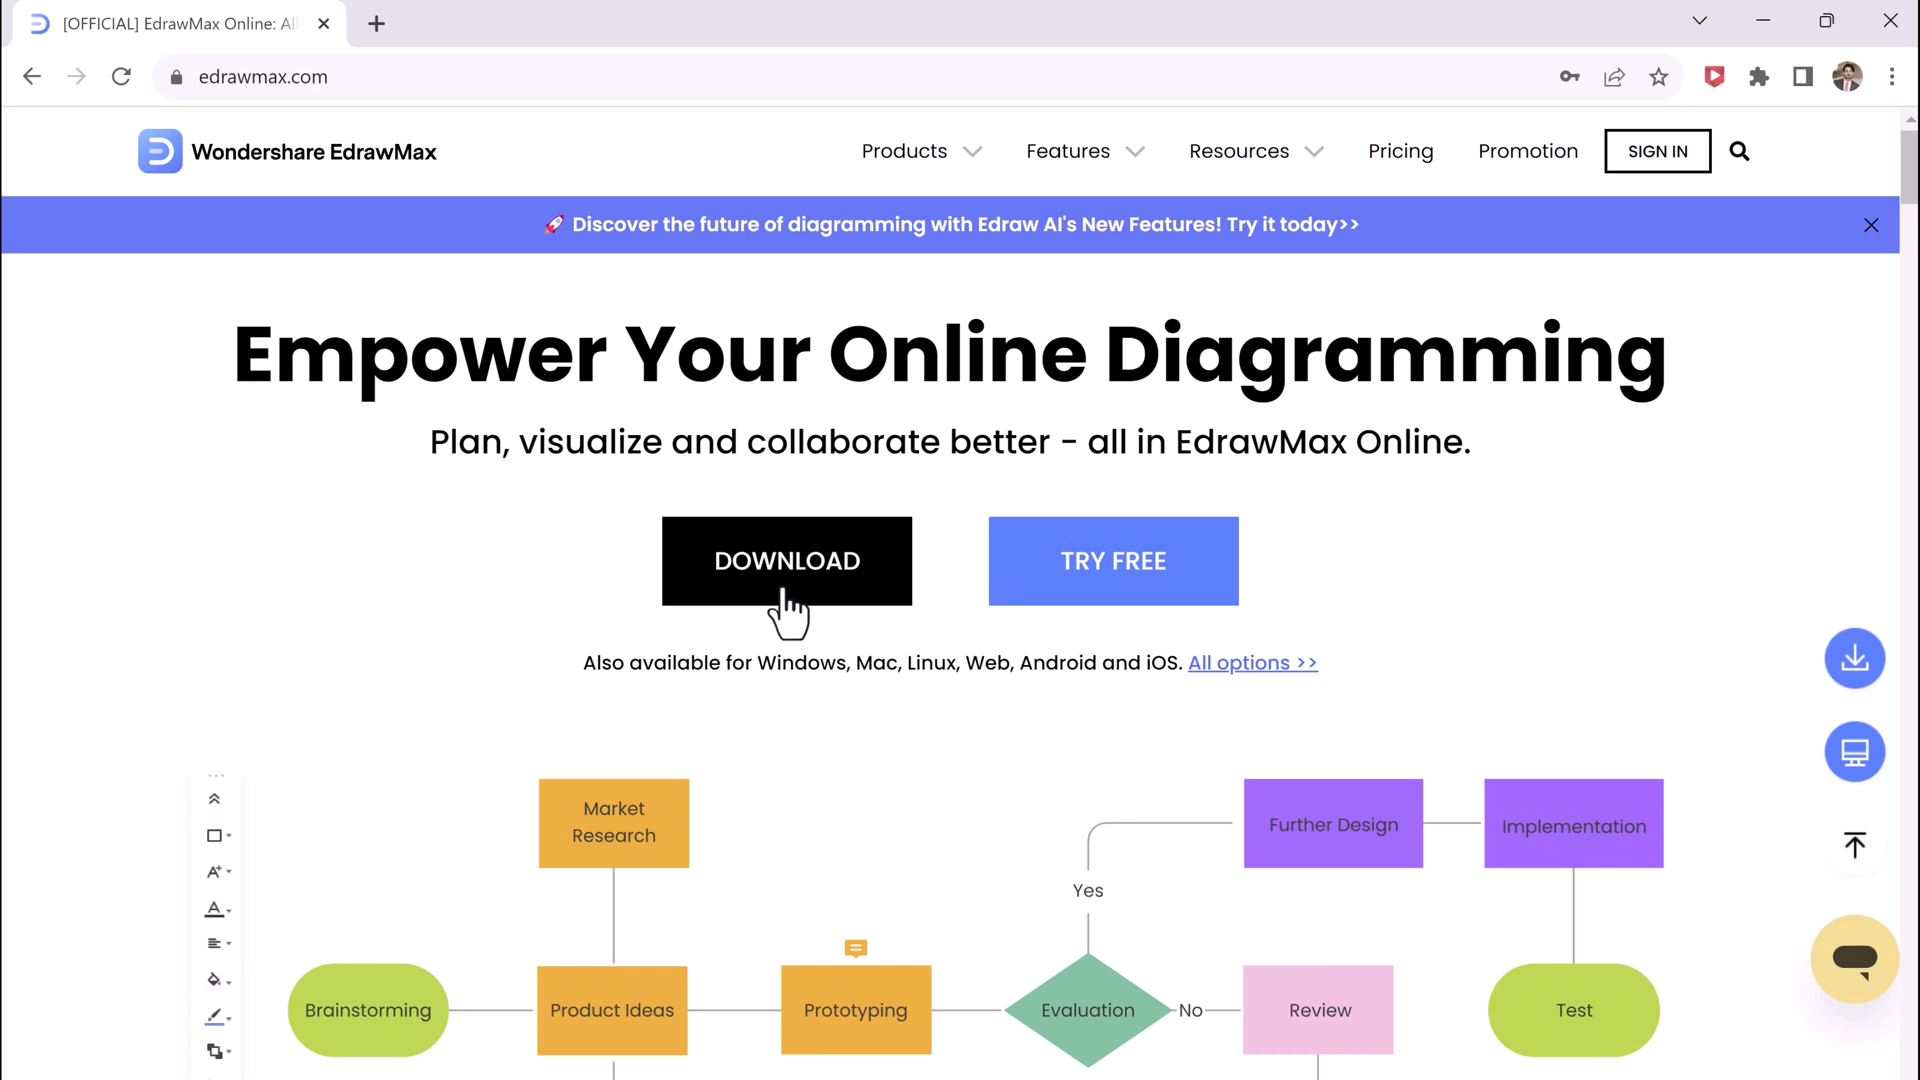 [OFFICIAL] EdrawMax Online: Al
edrawmax.com
Wondershare EdrawMax
Products
Features
Resources
Pricing
Promotion
SIGN IN
🚀 Discover the future of diagramming with Edraw AI's New Features! Try it today>>
Empower Your Online Diagramming
Plan, visualize and collaborate better - all in EdrawMax Online.
DOWNLOAD
TRY FREE
Also available for Windows, Mac, Linux, Web, Android and iOS. All options >>
Market
Research
Further Design
Implementation
Yes
Brainstorming
Product Ideas
Prototyping
Evaluation
No
Review
Test